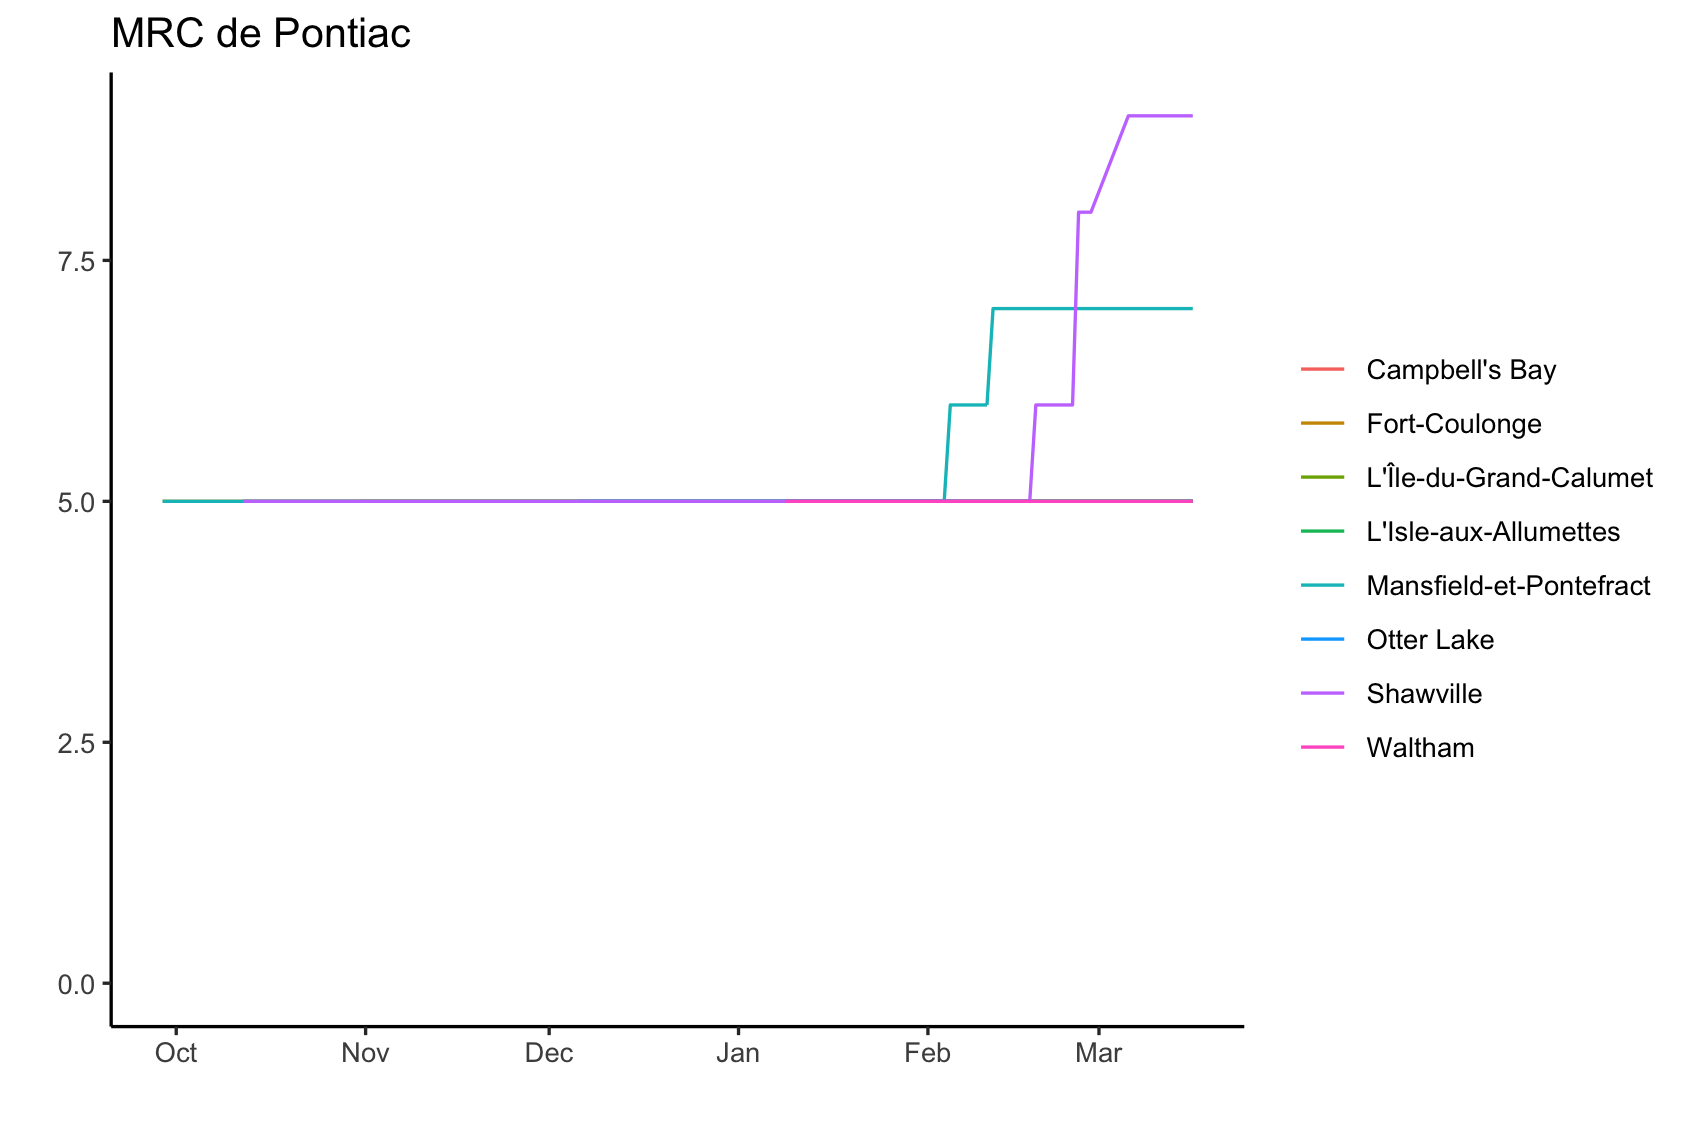 MRC de Pontiac
7.5
5.0
2.5
0.0
Oct Nov Dec Jan Feb Mar
Campbell's Bay
Fort-Coulonge
L'Île-du-Grand-Calumet
L'Isle-aux-Allumettes
Mansfield-et-Pontefract
Otter Lake
Shawville
Waltham